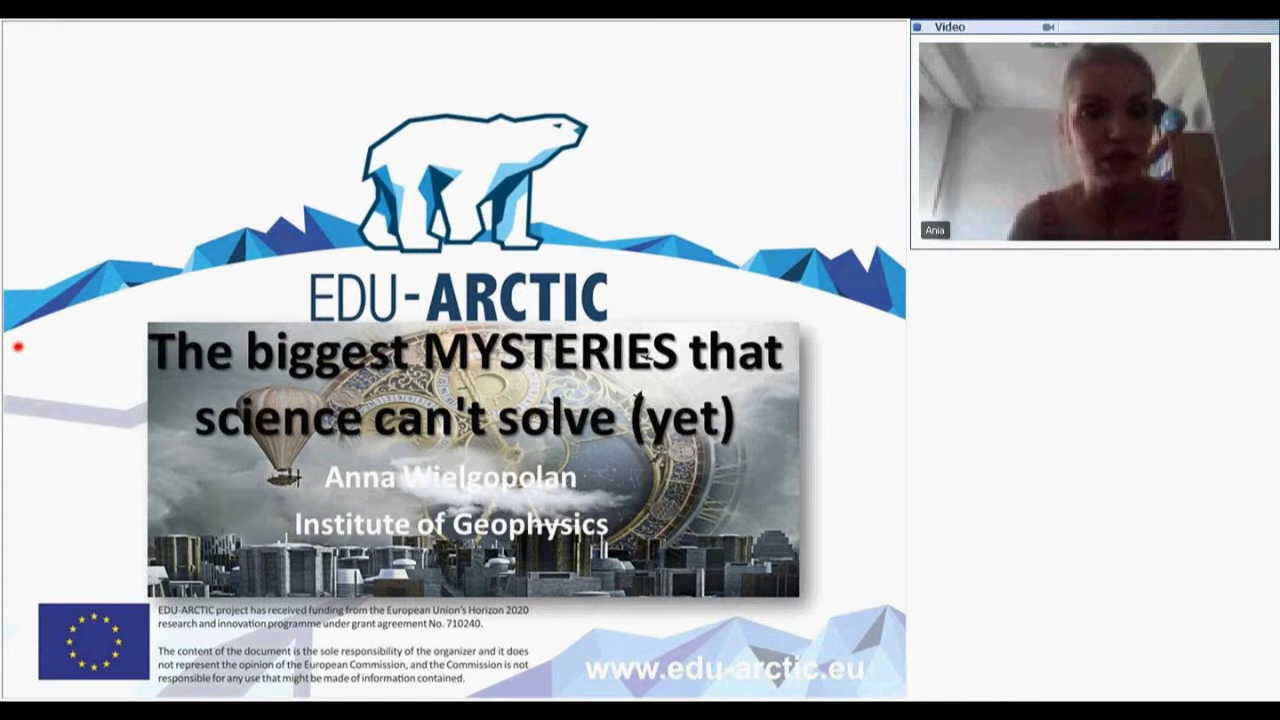 Video
Ania
EDU-ARCTIC
The biggest MYSTERIES that
science can't solve (yet)
Anna Wielgopolan
Institute of Geophysics
EDU-ARCTIC project has received funding from the European Union's Horizon 2020
research and innovation programme under grant agreement No. 710240.
The content of the document is the sole responsibility of the organizer and it does
not represent the opinion of the European Commission, and the Commission is not
responsible for any use that might be made of information contained.
www.edu-arctic.eu